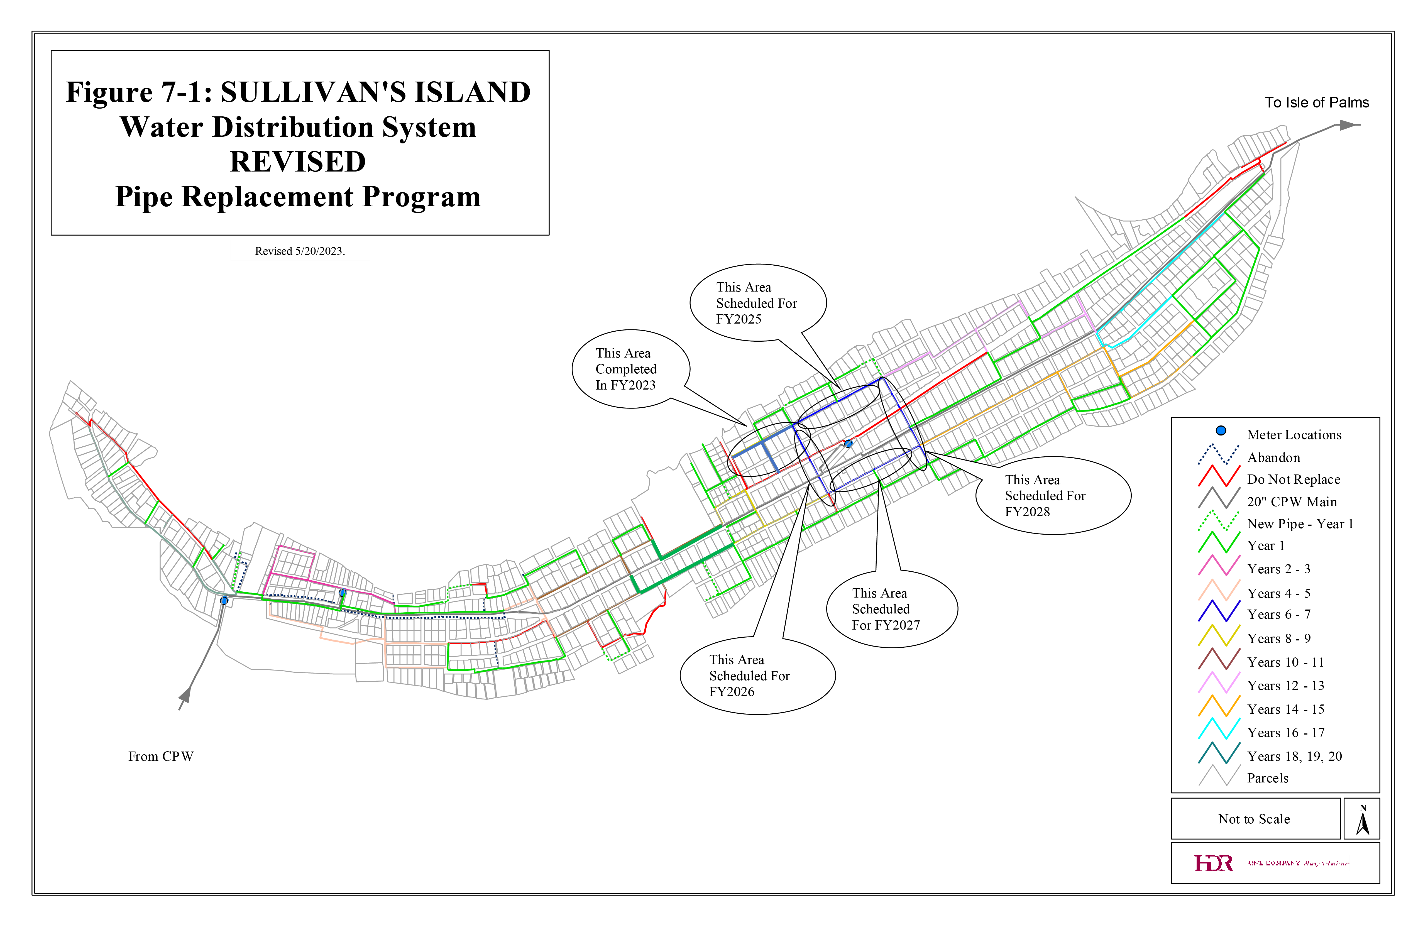 Figure 7-1: SULLIVAN'S ISLAND
Water Distribution System
REVISED
Pipe Replacement Program
Revised 5/20/2023.
To Isle of Palms
This Area
Scheduled For
FY2025
This Area
Completed
In FY2023
This Area
Scheduled For
FY2028
This Area
Scheduled
For FY2027
This Area
Scheduled For
FY2026
From CPW
Meter Locations
Abandon
Do Not Replace
20" CPW Main
New Pipe - Year 1
Year 1
Years 2 - 3
Years 4 - 5
Years 6 - 7
Years 8 - 9
Years 10 - 11
Years 12 - 13
Years 14 - 15
Years 16 - 17
Years 18, 19, 20
Parcels
Not to Scale
N
HDR
ONE COMPANY